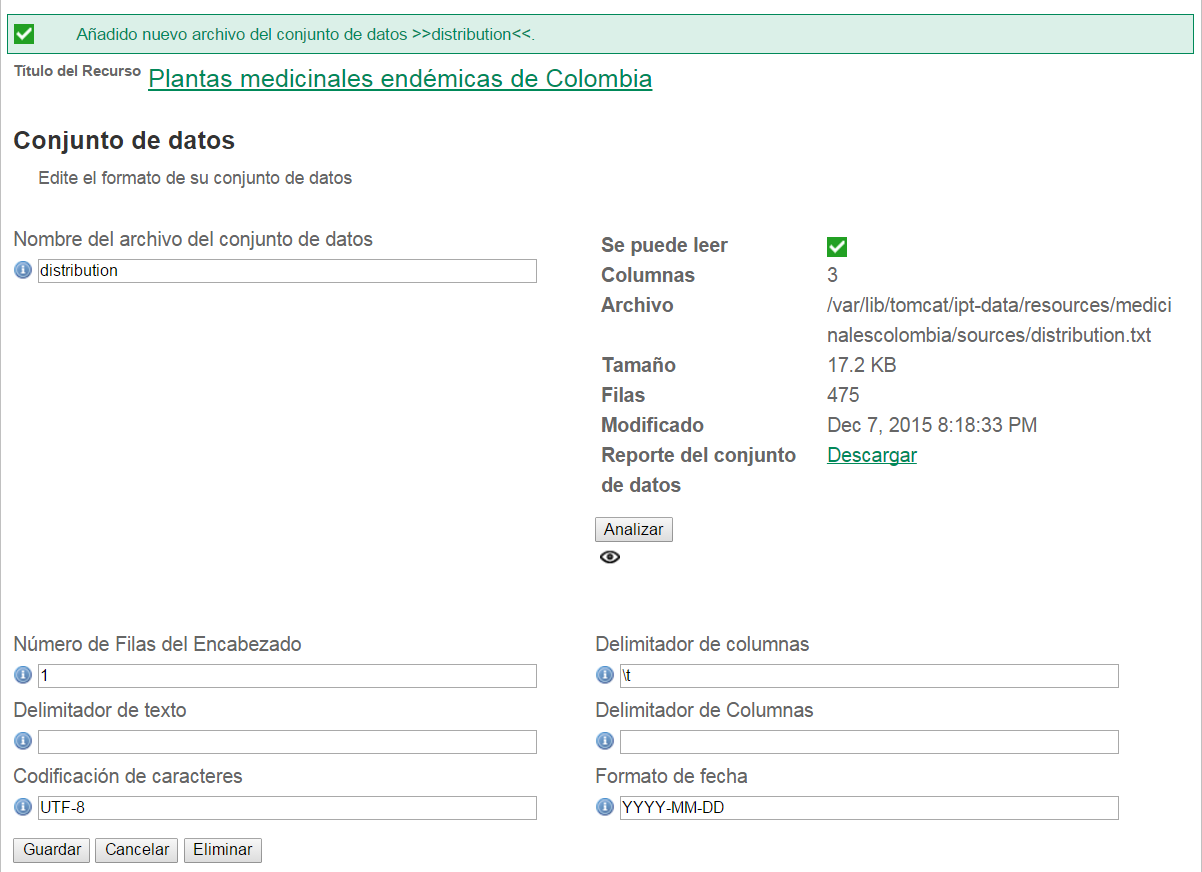 Añadido nuevo archivo del conjunto de datos >>distribution<<.
Título del Recurso Plantas medicinales endémicas de Colombia
Conjunto de datos
Edite el formato de su conjunto de datos
Nombre del archivo del conjunto de datos
distribution
Se puede leer
Columnas 3
Archivo /var/lib/tomcat/ipt-data/resources/medici
nalescolombia/sources/distribution.txt
Tamaño 17.2 KB
Filas 475
Modificado Dec 7, 2015 8:18:33 PM
Reporte del conjunto Descargar
de datos
Analizar
Número de Filas del Encabezado Delimitador de columnas
1 \t
Delimitador de texto Delimitador de Columnas
Codificación de caracteres Formato de fecha
UTF-8 YYYY-MM-DD
Guardar Cancelar Eliminar